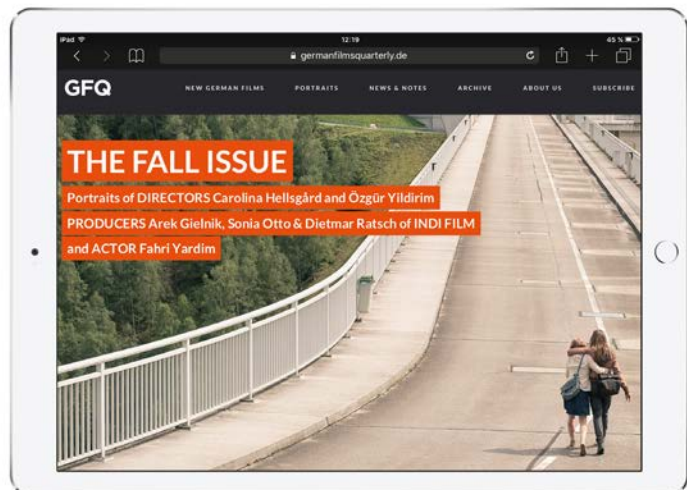 iPad
12:19
45 %
germanfilmsquarterly.de
GFQ
NEW GERMAN FILMS PORTRAITS NEWS & NOTES ARCHIVE ABOUT US SUBSCRIBE
THE FALL ISSUE
Portraits of DIRECTORS Carolina Hellsgård and Özgür Yildirim
PRODUCERS Arek Gielnik, Sonia Otto & Dietmar Ratsch of INDI FILM
and ACTOR Fahri Yardim